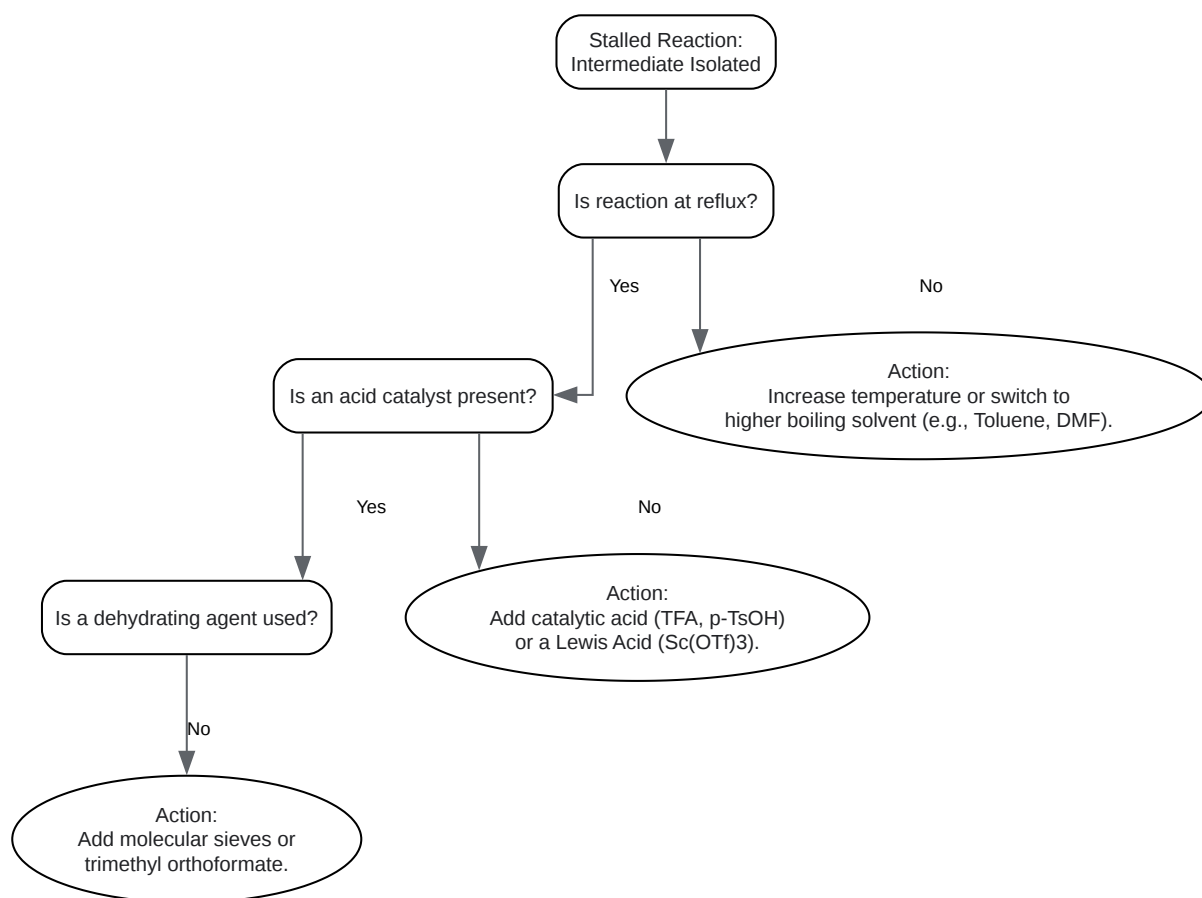 Stalled Reaction:
Intermediate Isolated
Is reaction at reflux?
Yes
No
Action:
Increase temperature or switch to
higher boiling solvent (e.g., Toluene, DMF).
Is an acid catalyst present?
Yes
No
Action:
Add catalytic acid (TFA, p-TsOH)
or a Lewis Acid (Sc(OTf)3).
Is a dehydrating agent used?
No
Action:
Add molecular sieves or
trimethyl orthoformate.